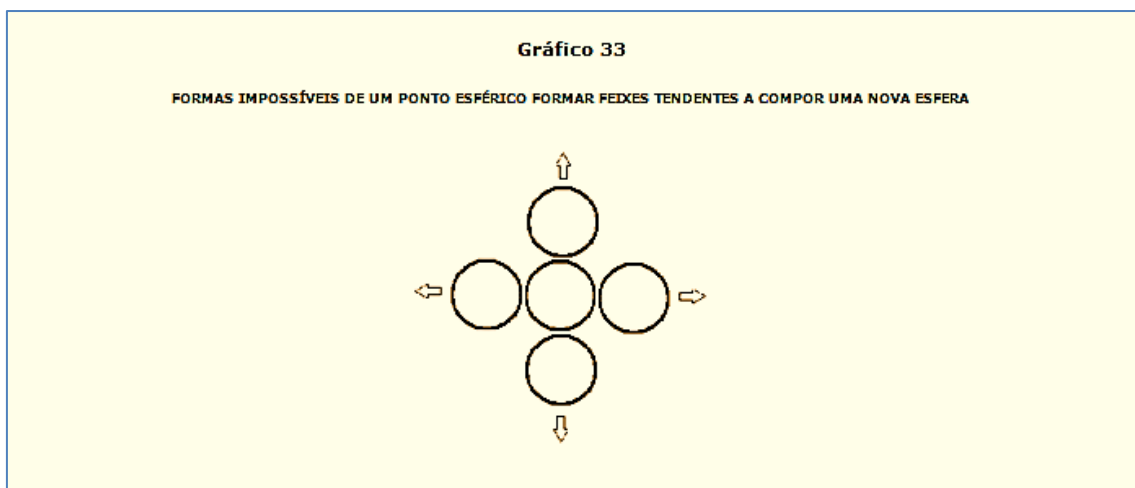 Gráfico 33
FORMAS IMPOSSÍVEIS DE UM PONTO ESFÉRICO FORMAR FEIXES TENDENTES A COMPOR UMA NOVA ESFERA